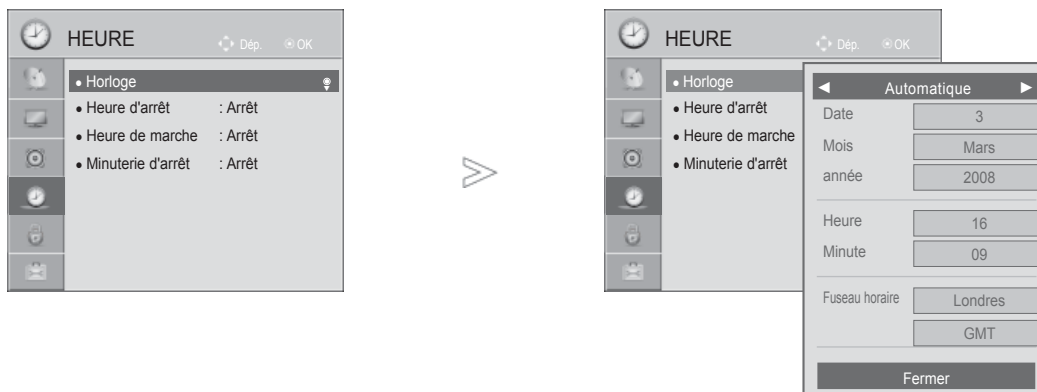 HEURE
Dép. OK
• Horloge
• Heure d'arrêt : Arrêt
• Heure de marche : Arrêt
• Minuterie d'arrêt : Arrêt
HEURE
Dép. OK
• Horloge
• Heure d'arrêt
• Heure de marche
• Minuterie d'arrêt
◄ Automatique ►
Date 3
Mois Mars
année 2008
Heure 16
Minute 09
Fuseau horaire Londres
GMT
Fermer